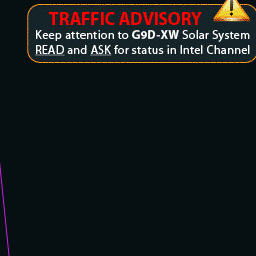 TRAFFIC ADVISORY
Keep attention to G9D-XW Solar System
READ and ASK for status in Intel Channel